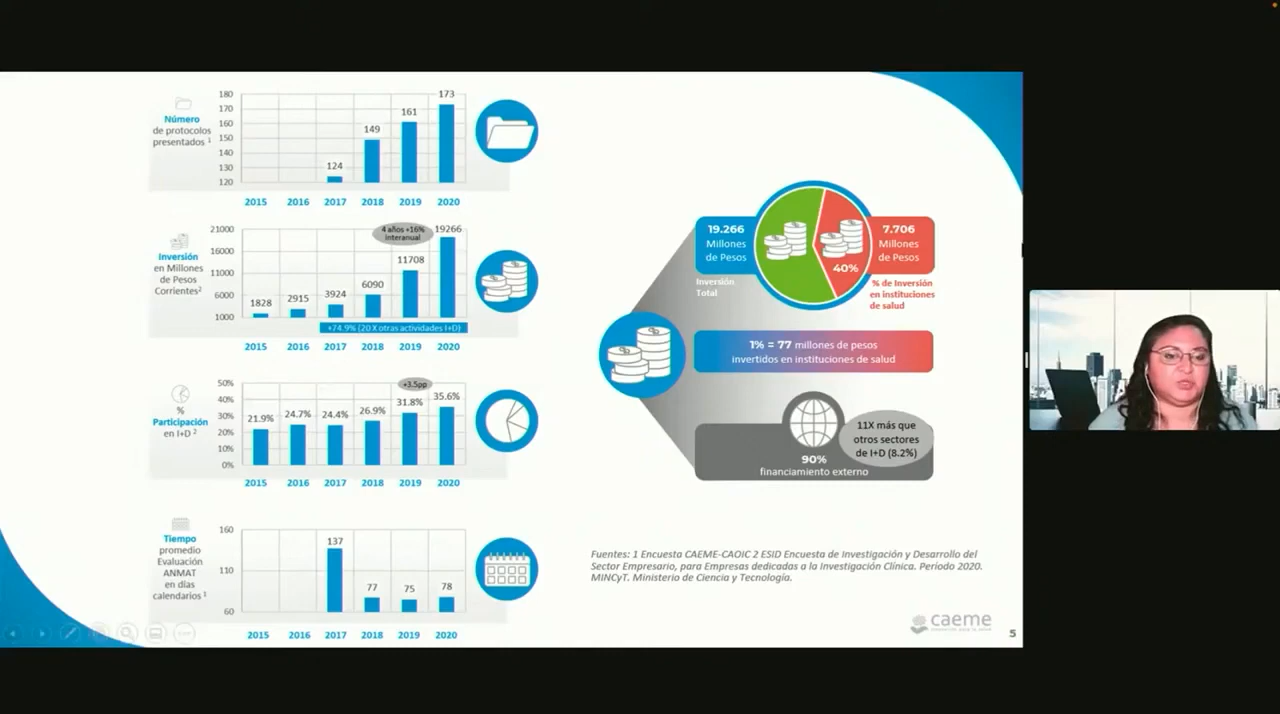 Número
de protocolos
presentados 1
180
170
160
150
140
130
120
124
149
161
173
2015 2016 2017 2018 2019 2020
Inversión
en Millones
de Pesos
Corrientes2
21000
16000
11000
6000
1000
1828
2915
3924
6090
11708
19266
4 años +16%
interanual
+74.9% (20 X otras actividades I+D)
2015 2016 2017 2018 2019 2020
%
Participación
en I+D 2
50%
40%
30%
20%
10%
0%
21.9%
24.7%
24.4%
26.9%
31.8%
35.6%
+3.5pp
2015 2016 2017 2018 2019 2020
Tiempo
promedio
Evaluación
ANMAT
en días
calendarios 1
160
110
60
137
77
75
78
2015 2016 2017 2018 2019 2020
19.266
Millones
de Pesos
Inversión
Total
40%
7.706
Millones
de Pesos
% de Inversión
en instituciones
de salud
1% = 77 millones de pesos
invertidos en instituciones de salud
11X más que
otros sectores
de I+D (8.2%)
90%
financiamiento externo
Fuentes: 1 Encuesta CAEME-CAOIC 2 ESID Encuesta de Investigación y Desarrollo del
Sector Empresario, para Empresas dedicadas a la Investigación Clínica. Período 2020.
MINCyT. Ministerio de Ciencia y Tecnología.
caeme
5